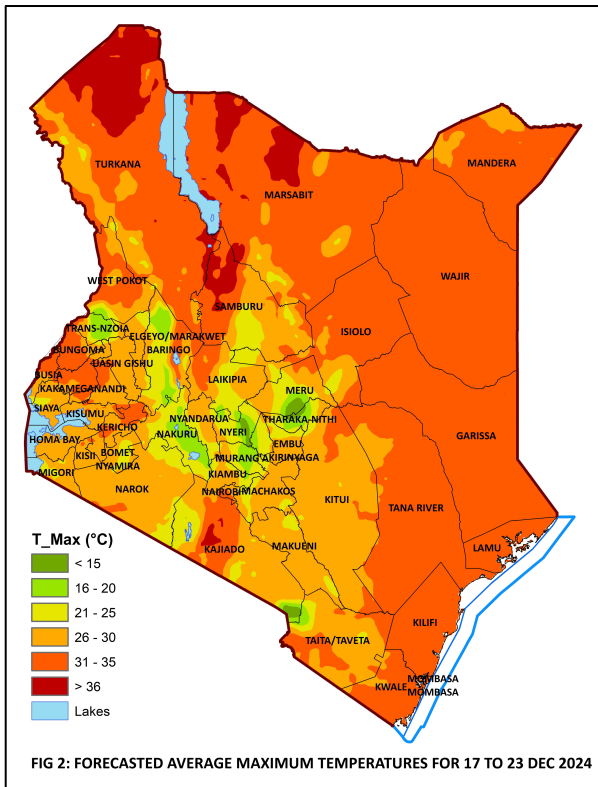 TURKANA
MANDERA
MARSABIT
WAJIR
WEST POKOT
SAMBURU
TRANS-NZOIA
ELGEYO/MARAKWET
ISIOLO
BUNGOMA
BARINGO
UASIN GISHU
BUSIA
LAIKIPIA
KAKAMEGA
NANDI
MERU
SIAYA
KISUMU
NYANDARUA
THARAKA-NITHI
KERICHO
NYERI
GARISSA
HOMA BAY
NAKURU
EMBU
KISII
BOMET
MURANG'A
KIRINYAGA
NYAMIRA
MIGORI
KIAMBU
NAROK
NAIROBI
MACHAKOS
KITUI
TANA RIVER
KAJIADO
MAKUENI
LAMU
KILIFI
TAITA/TAVETA
KWALE
MOMBASA
MOMBASA
T_Max (°C)
< 15
16 - 20
21 - 25
26 - 30
31 - 35
> 36
Lakes
FIG 2: FORECASTED AVERAGE MAXIMUM TEMPERATURES FOR 17 TO 23 DEC 2024